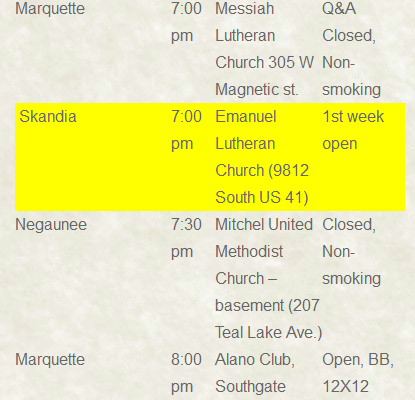 Marquette 7:00 Messiah Q&A
pm Lutheran Closed,
Church 305 W Non-
Magnetic st. smoking
Skandia 7:00 Emanuel 1st week
pm Lutheran open
Church (9812
South US 41)
Negaunee 7:30 Mitchel United Closed,
pm Methodist Non-
Church – smoking
basement (207
Teal Lake Ave.)
Marquette 8:00 Alano Club, Open, BB,
pm Southgate 12X12